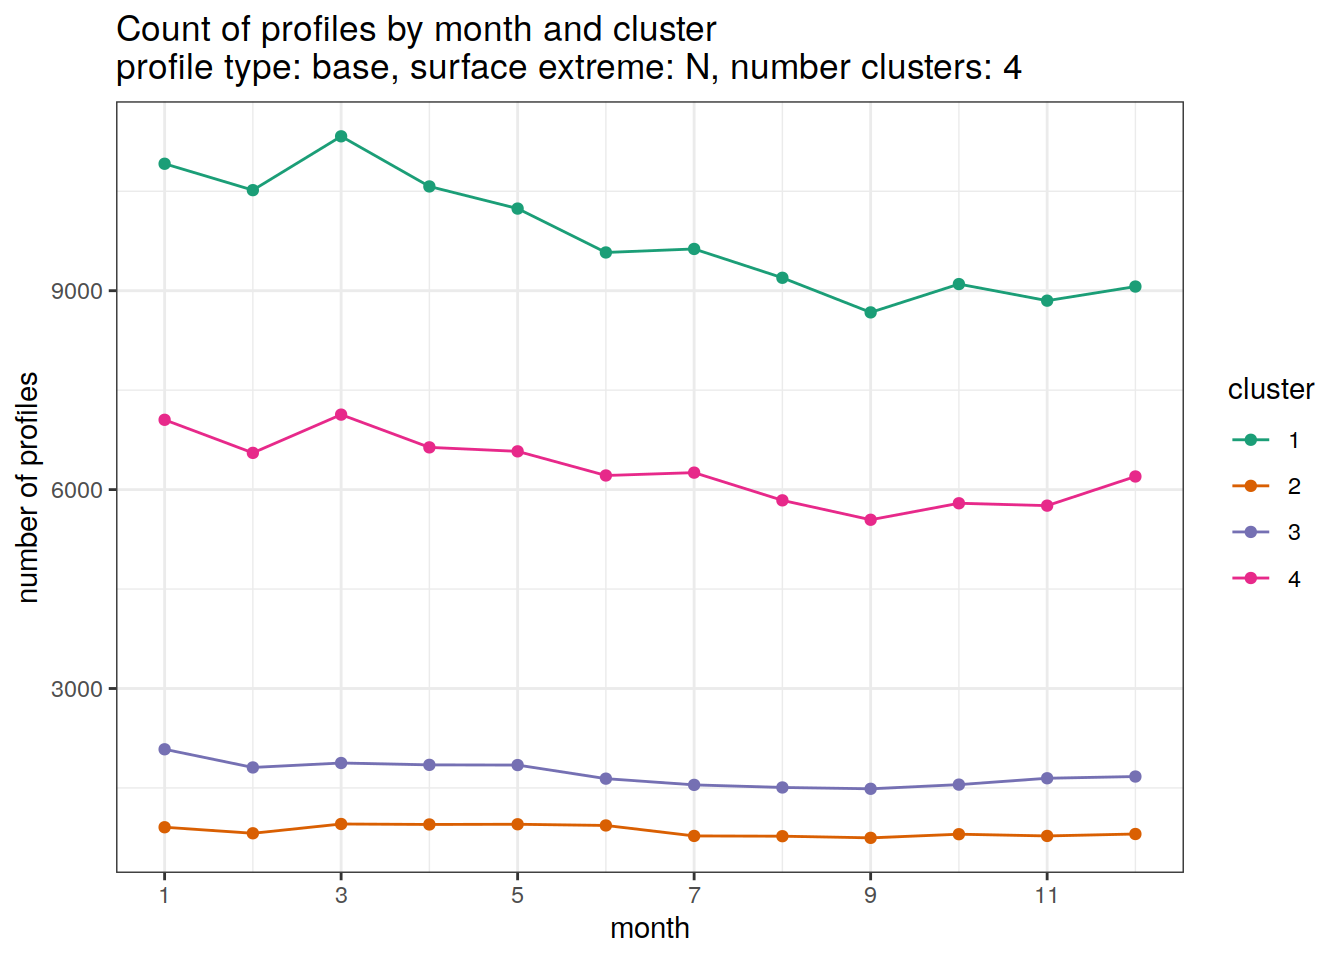 Count of profiles by month and cluster
profile type: base, surface extreme: N, number clusters: 4
number of profiles
9000
6000
3000
1 3 5 7 9 11
month
cluster
1
2
3
4